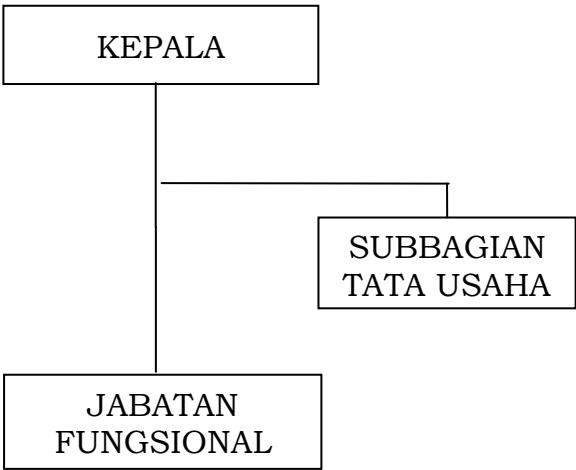 KEPALA
SUBBAGIAN
TATA USAHA
JABATAN
FUNGSIONAL